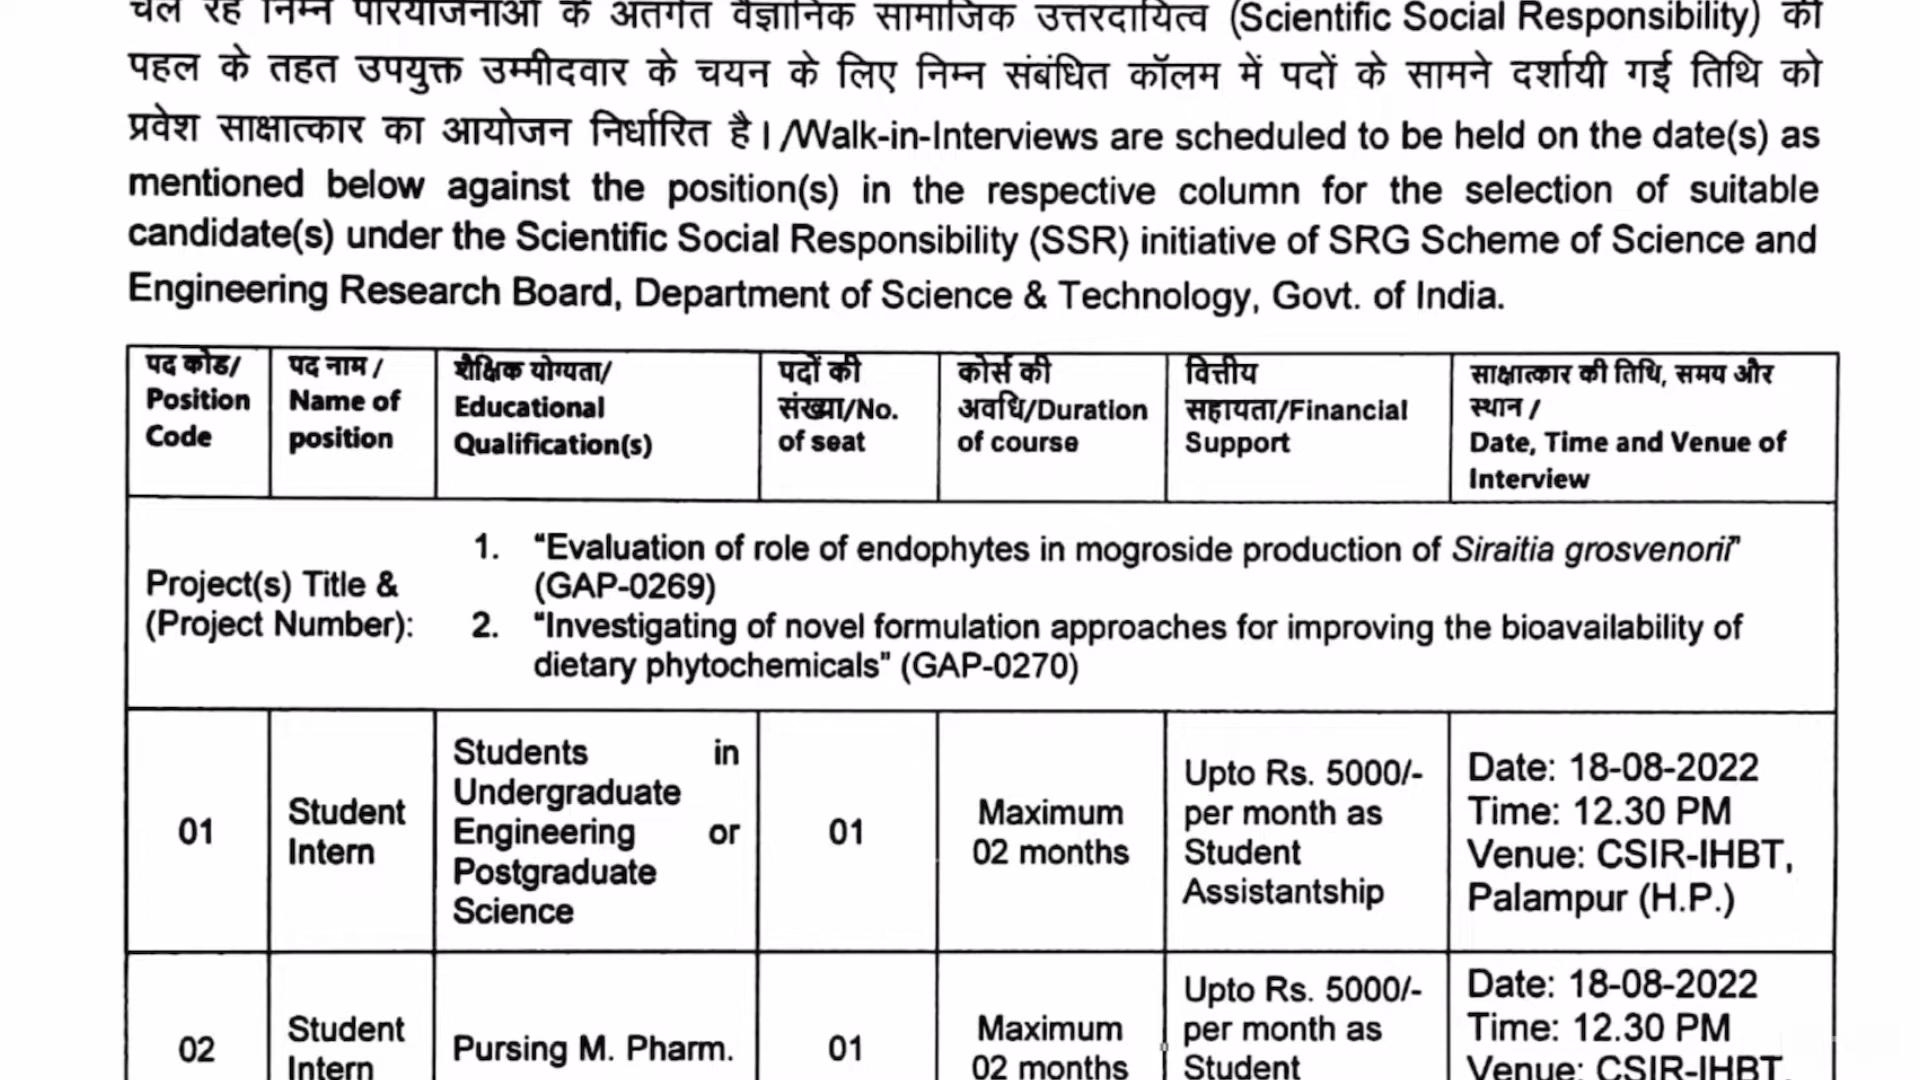 चल रहे निम्न परियोजनाओं के अंतर्गत वैज्ञानिक सामाजिक उत्तरदायित्व (Scientific Social Responsibility) की
पहल के तहत उपयुक्त उम्मीदवार के चयन के लिए निम्न संबंधित कॉलम में पदों के सामने दर्शायी गई तिथि को
प्रवेश साक्षात्कार का आयोजन निर्धारित है। /Walk-in-Interviews are scheduled to be held on the date(s) as
mentioned below against the position(s) in the respective column for the selection of suitable
candidate(s) under the Scientific Social Responsibility (SSR) initiative of SRG Scheme of Science and
Engineering Research Board, Department of Science & Technology, Govt. of India.
पद कोड/
Position
Code
पद नाम /
Name of
position
शैक्षिक योग्यता/
Educational
Qualification(s)
पदों की
संख्या/No.
of seat
कोर्स की
अवधि/Duration
of course
वित्तीय
सहायता/Financial
Support
साक्षात्कार की तिथि, समय और
स्थान /
Date, Time and Venue of
Interview
Project(s) Title &
(Project Number):
1. “Evaluation of role of endophytes in mogroside production of Siraitia grosvenorii”
(GAP-0269)
2. “Investigating of novel formulation approaches for improving the bioavailability of
dietary phytochemicals” (GAP-0270)
01
Student
Intern
Students in
Undergraduate
Engineering or
Postgraduate
Science
01
Maximum
02 months
Upto Rs. 5000/-
per month as
Student
Assistantship
Date: 18-08-2022
Time: 12.30 PM
Venue: CSIR-IHBT,
Palampur (H.P.)
02
Student
Intern
Pursing M. Pharm.
01
Maximum
02 months
Upto Rs. 5000/-
per month as
Student
Date: 18-08-2022
Time: 12.30 PM
Venue: CSIR-IHBT,